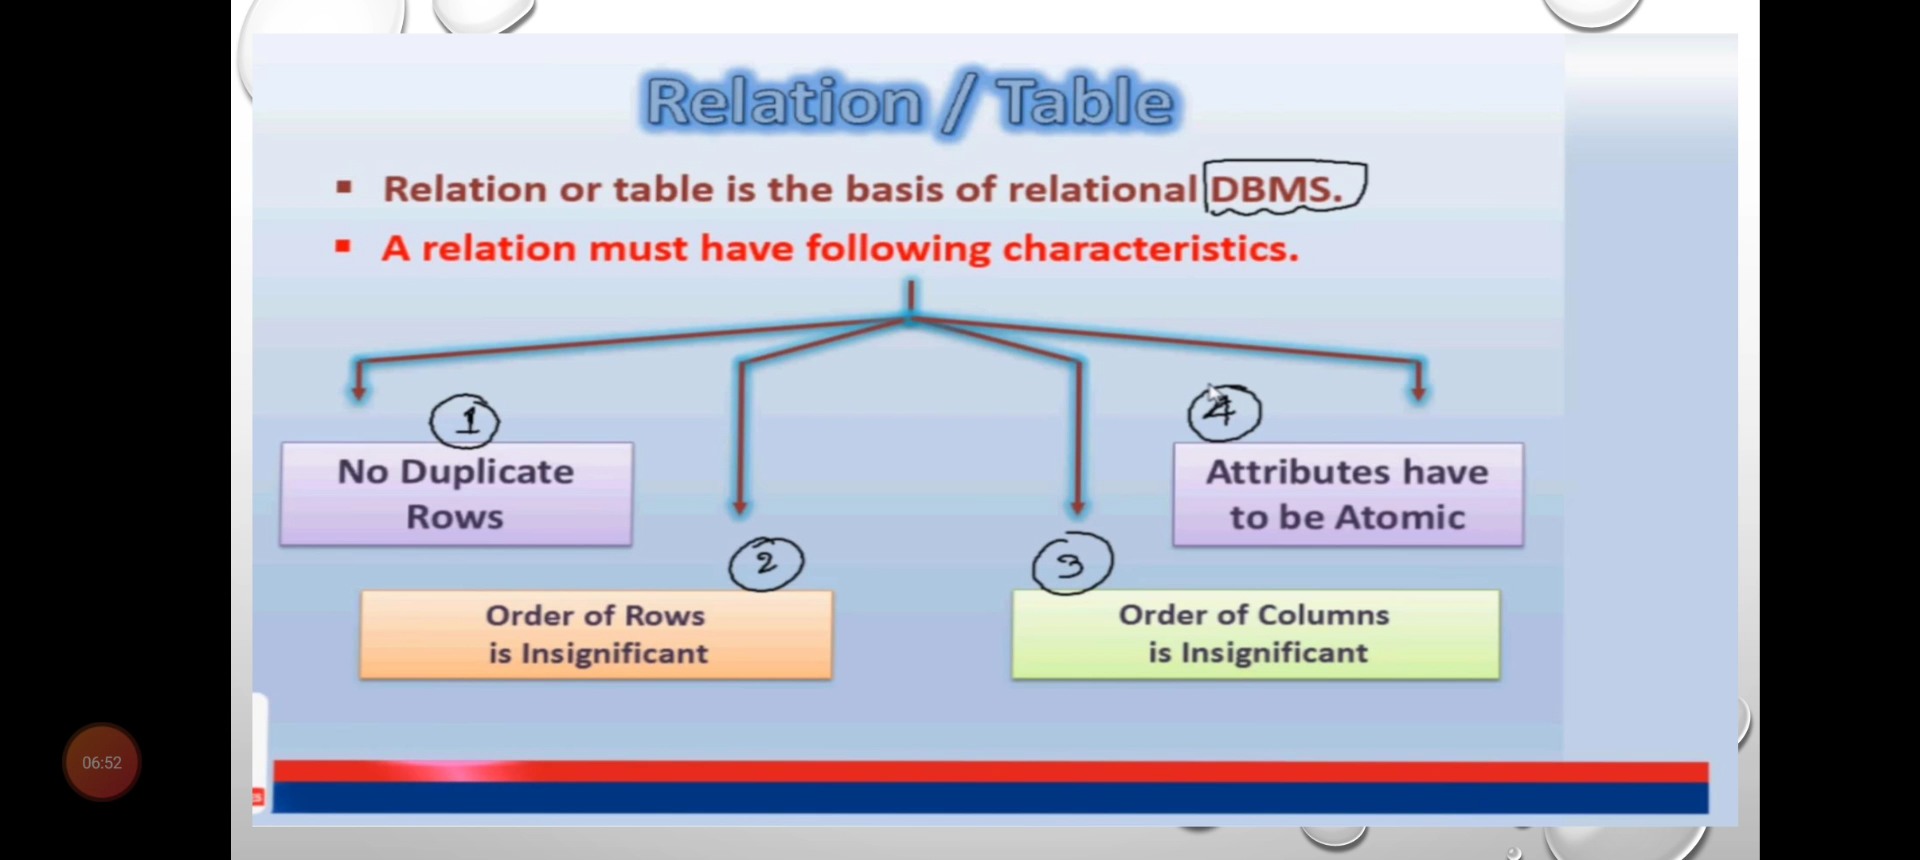 Relation / Table
▪ Relation or table is the basis of relational DBMS.
▪ A relation must have following characteristics.
1
4
No Duplicate
Rows
Attributes have
to be Atomic
2
3
Order of Rows
is Insignificant
Order of Columns
is Insignificant
06:52